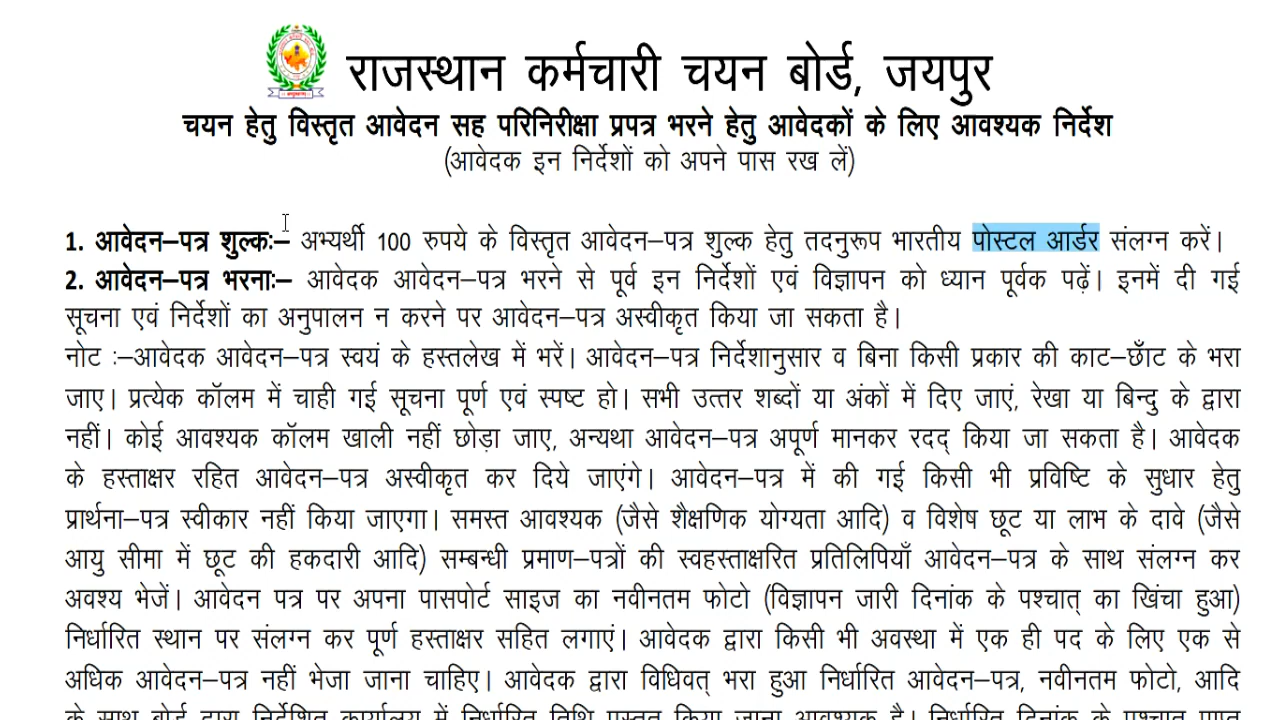 राजस्थान कर्मचारी चयन बोर्ड, जयपुर
चयन हेतु विस्तृत आवेदन सह परिनिरीक्षा प्रपत्र भरने हेतु आवेदकों के लिए आवश्यक निर्देश
(आवेदक इन निर्देशों को अपने पास रख लें)
1. आवेदन–पत्र शुल्कः– अभ्यर्थी 100 रुपये के विस्तृत आवेदन–पत्र शुल्क हेतु तदनुरूप भारतीय पोस्टल आर्डर संलग्न करें।
2. आवेदन–पत्र भरनाः– आवेदक आवेदन–पत्र भरने से पूर्व इन निर्देशों एवं विज्ञापन को ध्यान पूर्वक पढ़ें। इनमें दी गई
सूचना एवं निर्देशों का अनुपालन न करने पर आवेदन–पत्र अस्वीकृत किया जा सकता है।
नोट :–आवेदक आवेदन–पत्र स्वयं के हस्तलेख में भरें। आवेदन–पत्र निर्देशानुसार व बिना किसी प्रकार की काट–छाँट के भरा
जाए। प्रत्येक कॉलम में चाही गई सूचना पूर्ण एवं स्पष्ट हो। सभी उत्तर शब्दों या अंकों में दिए जाएं, रेखा या बिन्दु के द्वारा
नहीं। कोई आवश्यक कॉलम खाली नहीं छोड़ा जाए, अन्यथा आवेदन–पत्र अपूर्ण मानकर रदद् किया जा सकता है। आवेदक
के हस्ताक्षर रहित आवेदन–पत्र अस्वीकृत कर दिये जाएंगे। आवेदन–पत्र में की गई किसी भी प्रविष्टि के सुधार हेतु
प्रार्थना–पत्र स्वीकार नहीं किया जाएगा। समस्त आवश्यक (जैसे शैक्षणिक योग्यता आदि) व विशेष छूट या लाभ के दावे (जैसे
आयु सीमा में छूट की हकदारी आदि) सम्बन्धी प्रमाण–पत्रों की स्वहस्ताक्षरित प्रतिलिपियाँ आवेदन–पत्र के साथ संलग्न कर
अवश्य भेजें। आवेदन पत्र पर अपना पासपोर्ट साइज का नवीनतम फोटो (विज्ञापन जारी दिनांक के पश्चात् का खिंचा हुआ)
निर्धारित स्थान पर संलग्न कर पूर्ण हस्ताक्षर सहित लगाएं। आवेदक द्वारा किसी भी अवस्था में एक ही पद के लिए एक से
अधिक आवेदन–पत्र नहीं भेजा जाना चाहिए। आवेदक द्वारा विधिवत् भरा हुआ निर्धारित आवेदन–पत्र, नवीनतम फोटो, आदि
के साथ बोर्ड द्वारा निर्देशित कार्यालय में निर्धारित तिथि प्रस्तुत किया जाना आवश्यक है। निर्धारित दिनांक के पश्चात् प्राप्त